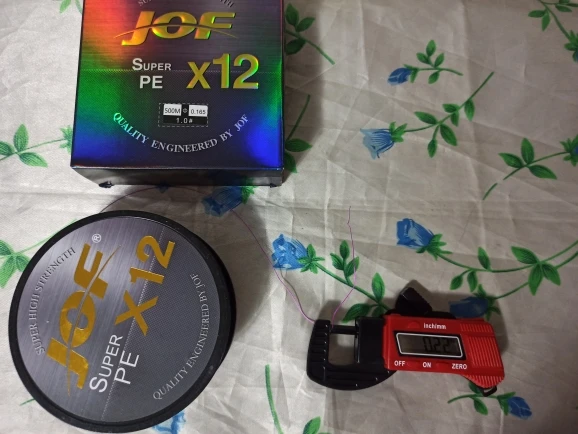 JOF
SUPER
PE
X12
500M
0.165
1.0#
QUALITY ENGINEERED BY JOF
SUPER HIGH STRENGTH
JOF®
SUPER
PE
X12
QUALITY ENGINEERED BY JOF
inch/mm
0.22
OFF ON ZERO